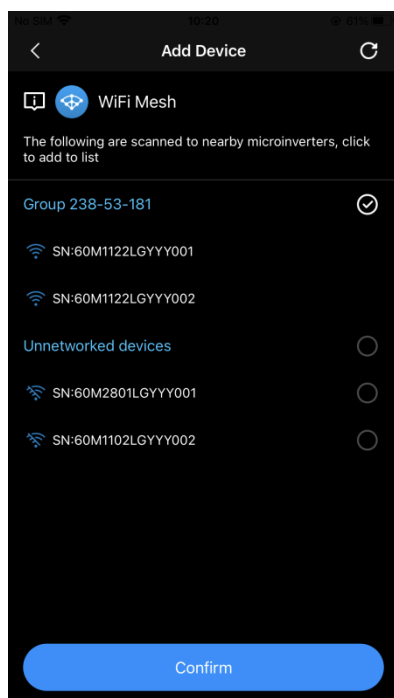 No SIM 10:20 61%
Add Device
WiFi Mesh
The following are scanned to nearby microinverters, click
to add to list
Group 238-53-181
SN:60M1122LGYYY001
SN:60M1122LGYYY002
Unnetworked devices
SN:60M2801LGYYY001
SN:60M1102LGYYY002
Confirm